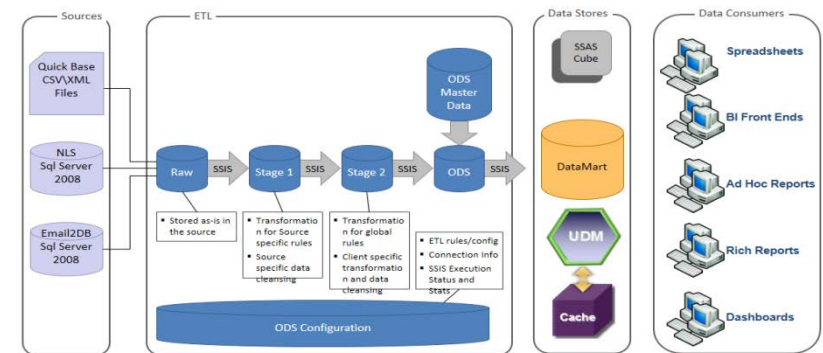 Sources
ETL
Data Stores
Data Consumers
Quick Base
CSV\XML
Files
NLS
Sql Server
2008
Email2DB
Sql Server
2008
Raw
SSIS
Stage 1
SSIS
Stage 2
SSIS
ODS
Master
Data
ODS
SSIS
▪ Stored as-is in
the source
▪ Transformatio
n for Source
specific rules
▪ Source
specific data
cleansing
▪ Transformatio
n for global
rules
▪ Client specific
transformatio
n and data
cleansing
▪ ETL rules/config
▪ Connection Info
▪ SSIS Execution
Status and
Stats
ODS Configuration
SSAS
Cube
DataMart
UDM
Cache
Spreadsheets
BI Front Ends
Ad Hoc Reports
Rich Reports
Dashboards